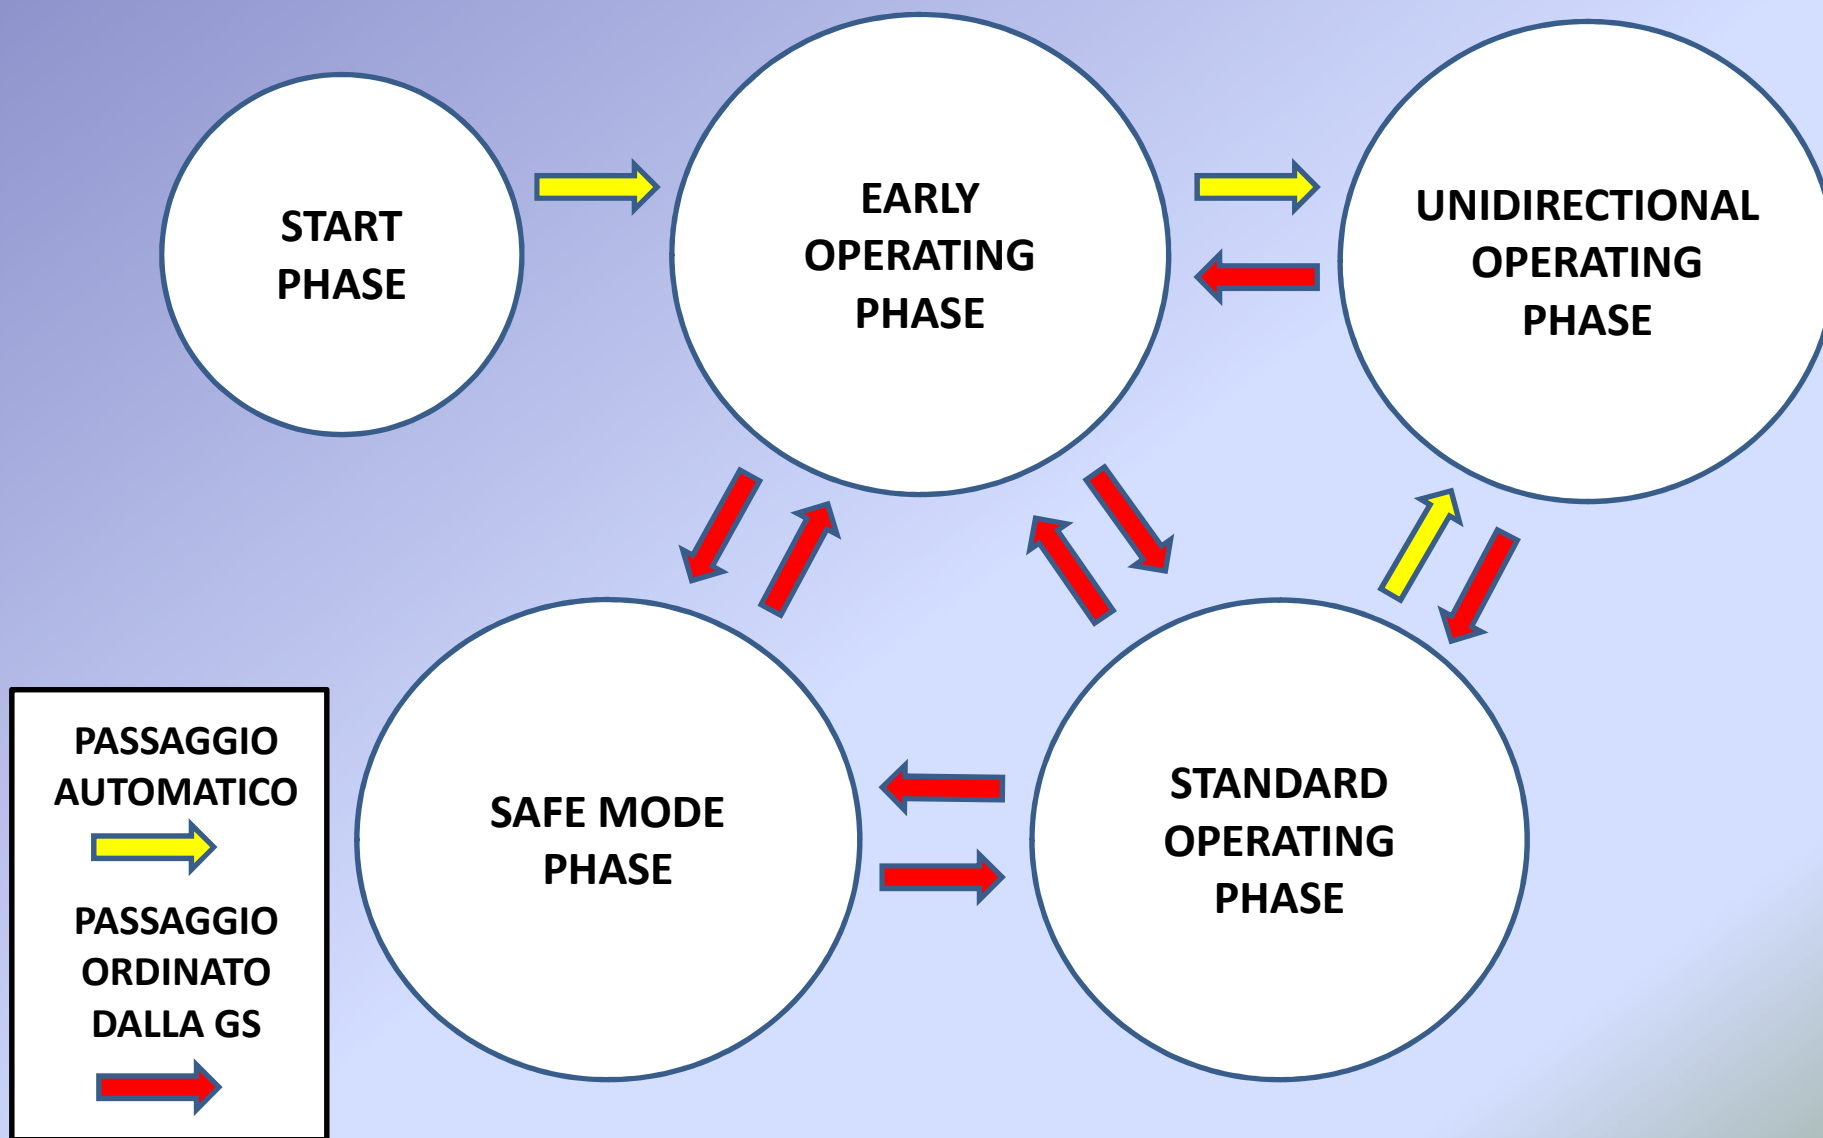 START
PHASE
EARLY
OPERATING
PHASE
UNIDIRECTIONAL
OPERATING
PHASE
SAFE MODE
PHASE
STANDARD
OPERATING
PHASE
PASSAGGIO
AUTOMATICO
PASSAGGIO
ORDINATO
DALLA GS